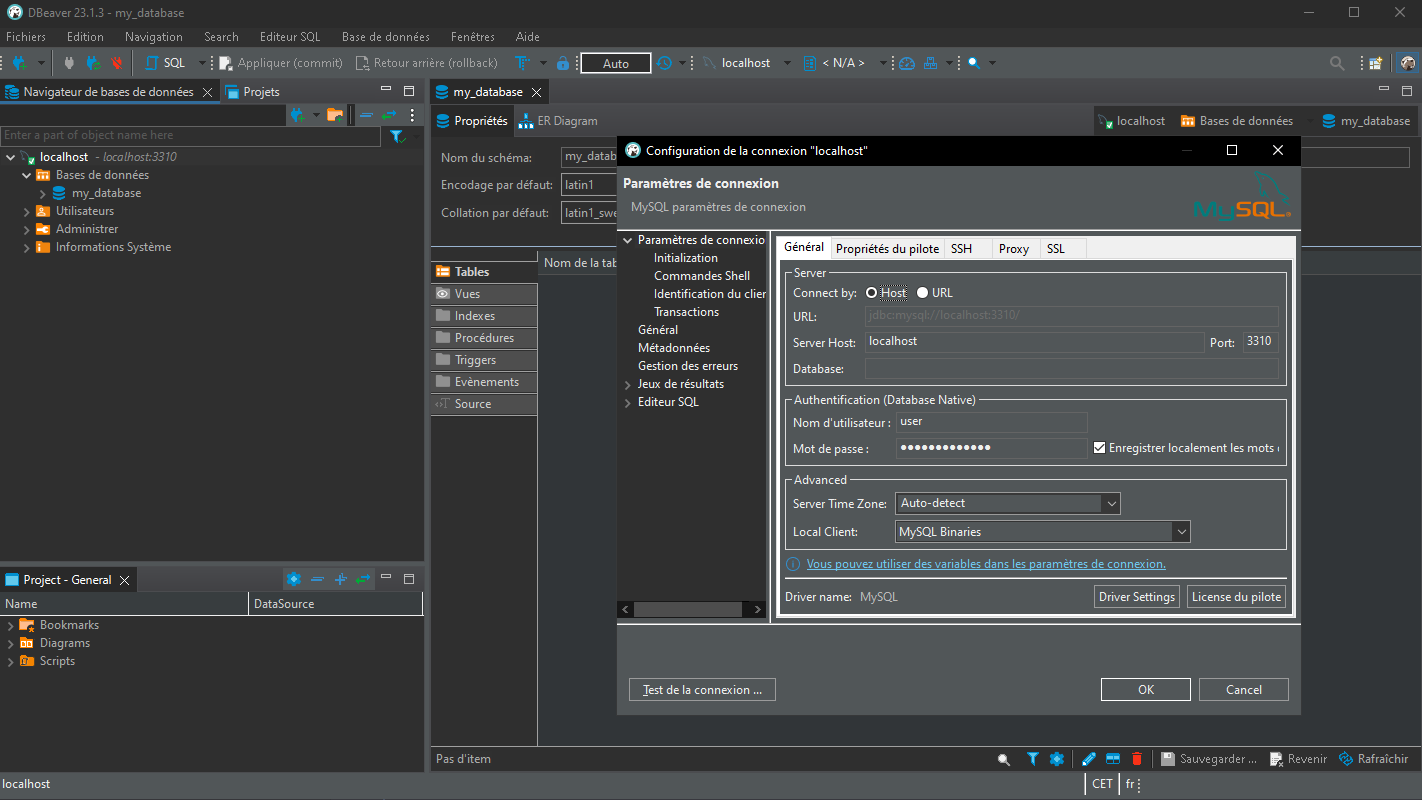 DBeaver 23.1.3 - my_database
Fichiers Edition Navigation Search Editeur SQL Base de données Fenêtres Aide
SQL Appliquer (commit) Retour arrière (rollback) Auto localhost < N/A >
Navigateur de bases de données Projets
Enter a part of object name here
localhost - localhost:3310
Bases de données
my_database
Utilisateurs
Administrer
Informations Système
Project - General
Name DataSource
Bookmarks
Diagrams
Scripts
my_database
Propriétés ER Diagram
localhost Bases de données my_database
Nom du schéma: my_datab
Encodage par défaut: latin1
Collation par défaut: latin1_swe
Tables
Vues
Indexes
Procédures
Triggers
Evènements
Source
Nom de la tab
Configuration de la connexion "localhost"
Paramètres de connexion
MySQL paramètres de connexion
MySQL
Paramètres de connexio
Initialization
Commandes Shell
Identification du clier
Transactions
Général
Métadonnées
Gestion des erreurs
Jeux de résultats
Editeur SQL
Général Propriétés du pilote SSH Proxy SSL
Server
Connect by: Host URL
URL: jdbc:mysql://localhost:3310/
Server Host: localhost Port: 3310
Database:
Authentification (Database Native)
Nom d'utilisateur : user
Mot de passe : •••••••••••••
Enregistrer localement les mots
Advanced
Server Time Zone: Auto-detect
Local Client: MySQL Binaries
Vous pouvez utiliser des variables dans les paramètres de connexion.
Driver name: MySQL Driver Settings License du pilote
Test de la connexion ... OK Cancel
Pas d'item
Sauvegarder ... Revenir Rafraîchir
localhost CET fr